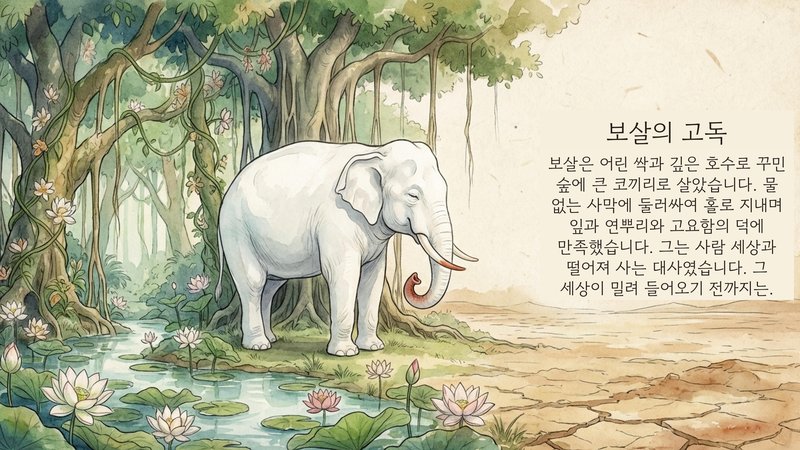 보살의 고독
보살은 어린 싹과 깊은 호수로 꾸민
숲에 큰 코끼리로 살았습니다. 물
없는 사막에 둘러싸여 홀로 지내며
잎과 연뿌리와 고요함의 덕에
만족했습니다. 그는 사람 세상과
떨어져 사는 대사였습니다. 그
세상이 밀려 들어오기 전까지는.